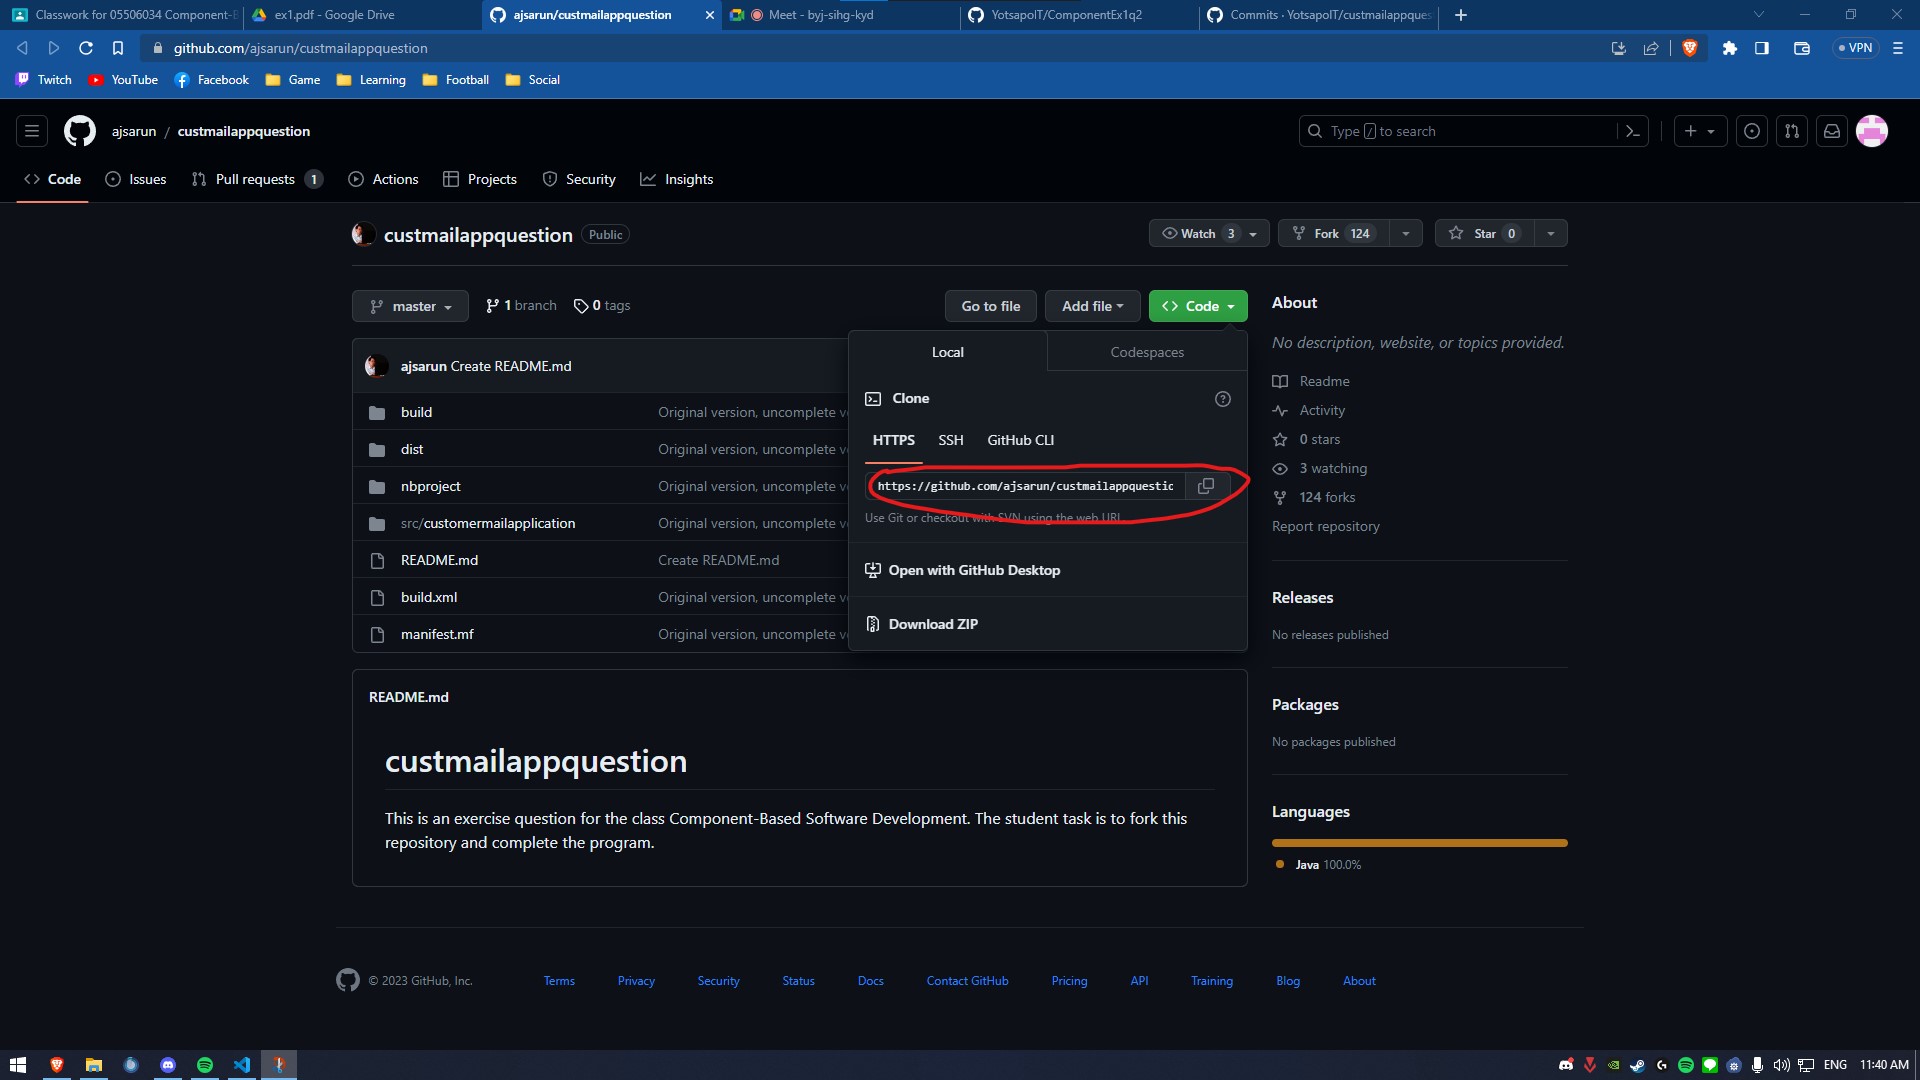 Classwork for 05506034 Component-B
ex1.pdf - Google Drive
ajsarun/custmailappquestion
Meet - byj-sihg-kyd
YotsapolT/ComponentEx1q2
Commits · YotsapolT/custmailappques
github.com/ajsarun/custmailappquestion
VPN
Twitch
YouTube
Facebook
Game
Learning
Football
Social
ajsarun / custmailappquestion
Type / to search
Code
Issues
Pull requests 1
Actions
Projects
Security
Insights
custmailappquestion Public
Watch 3
Fork 124
Star 0
master
1 branch
0 tags
Go to file
Add file
Code
Local
Codespaces
ajsarun Create README.md
Clone
build Original version, uncomplete v
HTTPS SSH GitHub CLI
dist Original version, uncomplete v
nbproject Original version, uncomplete v
https://github.com/ajsarun/custmailappquestic
Use Git or checkout with SVN using the web URL.
src/customermailapplication Original version, uncomplete v
README.md Create README.md
Open with GitHub Desktop
build.xml Original version, uncomplete v
Download ZIP
manifest.mf Original version, uncomplete v
About
No description, website, or topics provided.
Readme
Activity
0 stars
3 watching
124 forks
Report repository
Releases
No releases published
Packages
No packages published
Languages
Java 100.0%
README.md
custmailappquestion
This is an exercise question for the class Component-Based Software Development. The student task is to fork this
repository and complete the program.
© 2023 GitHub, Inc.
Terms
Privacy
Security
Status
Docs
Contact GitHub
Pricing
API
Training
Blog
About
ENG
11:40 AM